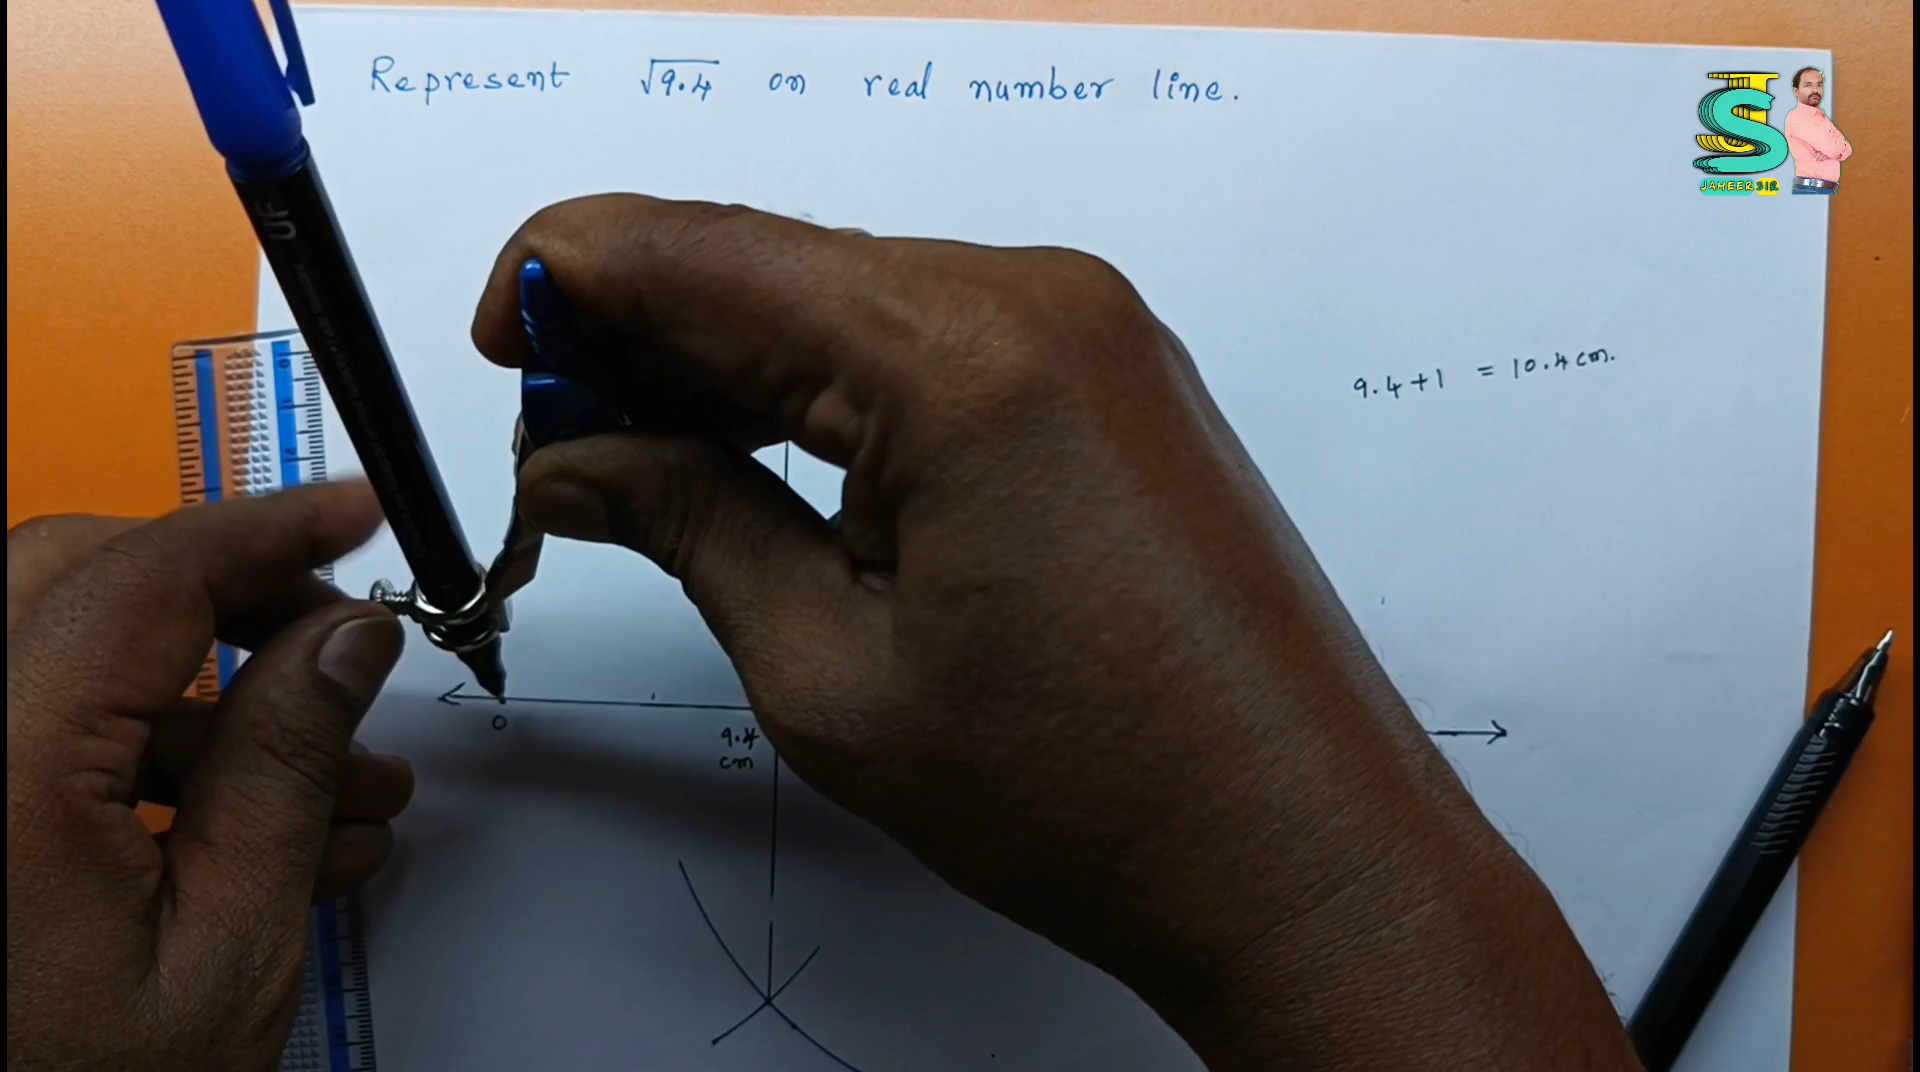 Represent √9.4 on real number line.
JAHEER SIR
UF
9.4+1 = 10.4 cm.
0
9.4
cm